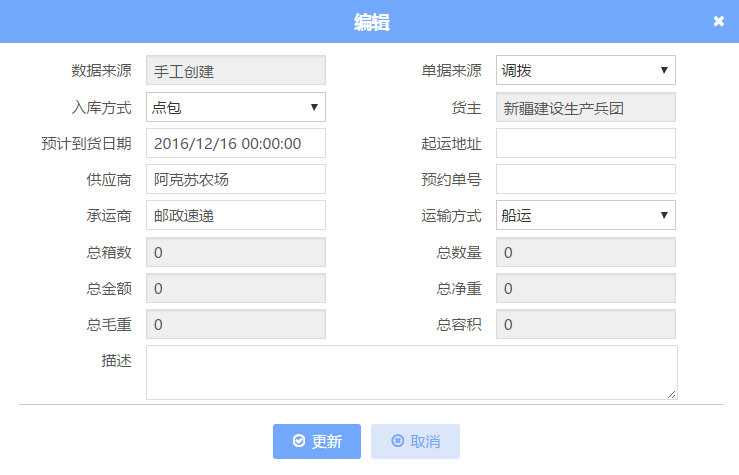 编辑
数据来源 手工创建 单据来源 调拨
入库方式 点包 货主 新疆建设生产兵团
预计到货日期 2016/12/16 00:00:00 起运地址
供应商 阿克苏农场 预约单号
承运商 邮政速递 运输方式 船运
总箱数 0 总数量 0
总金额 0 总净重 0
总毛重 0 总容积 0
描述
更新 取消